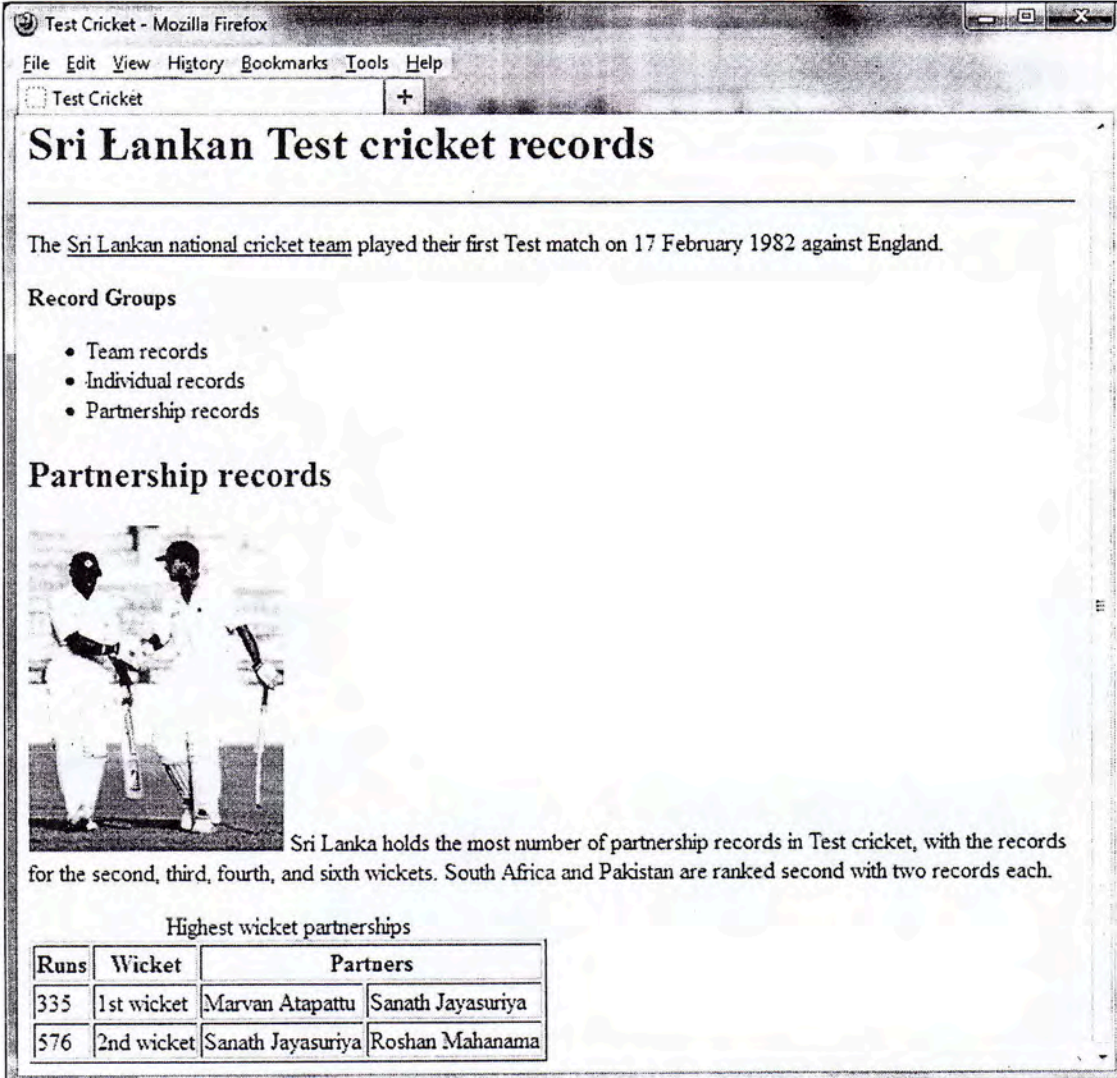 Test Cricket - Mozilla Firefox
File Edit View History Bookmarks Tools Help
Test Cricket +
Sri Lankan Test cricket records
The Sri Lankan national cricket team played their first Test match on 17 February 1982 against England.
Record Groups
• Team records
• Individual records
• Partnership records
Partnership records
Sri Lanka holds the most number of partnership records in Test cricket, with the records
for the second, third, fourth, and sixth wickets. South Africa and Pakistan are ranked second with two records each.
Highest wicket partnerships
Runs Wicket Partners
335 1st wicket Marvan Atapattu Sanath Jayasuriya
576 2nd wicket Sanath Jayasuriya Roshan Mahanama